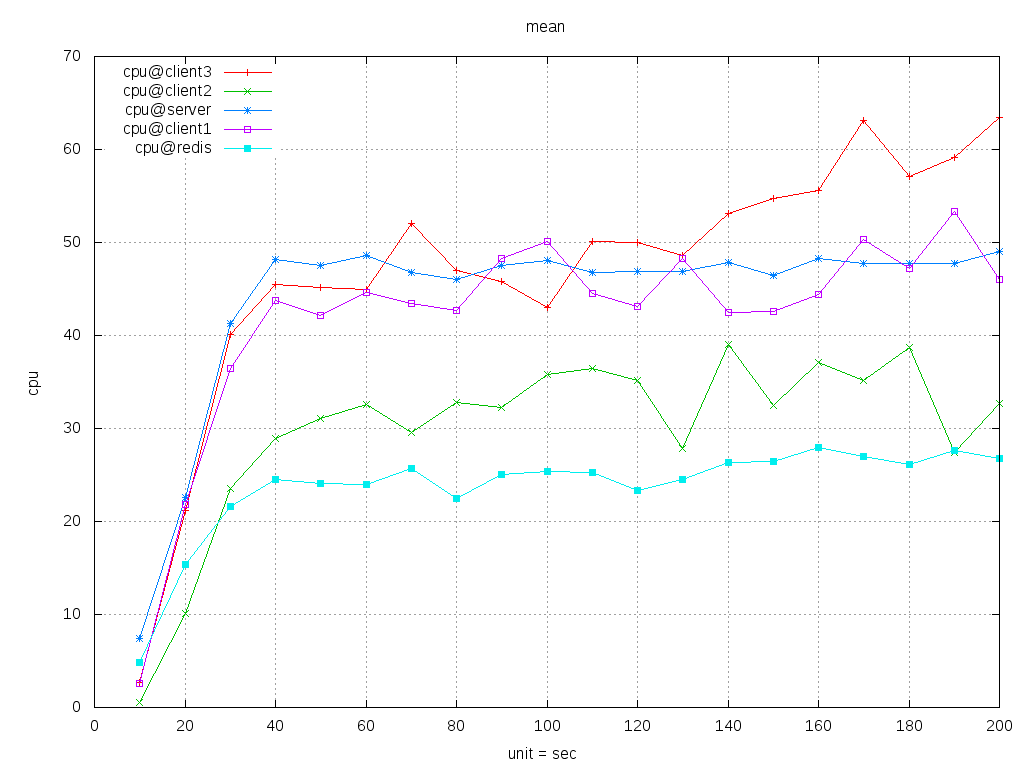 mean
70
60
50
40
30
20
10
0
cpu
cpu@client3
cpu@client2
cpu@server
cpu@client1
cpu@redis
0 20 40 60 80 100 120 140 160 180 200
unit = sec